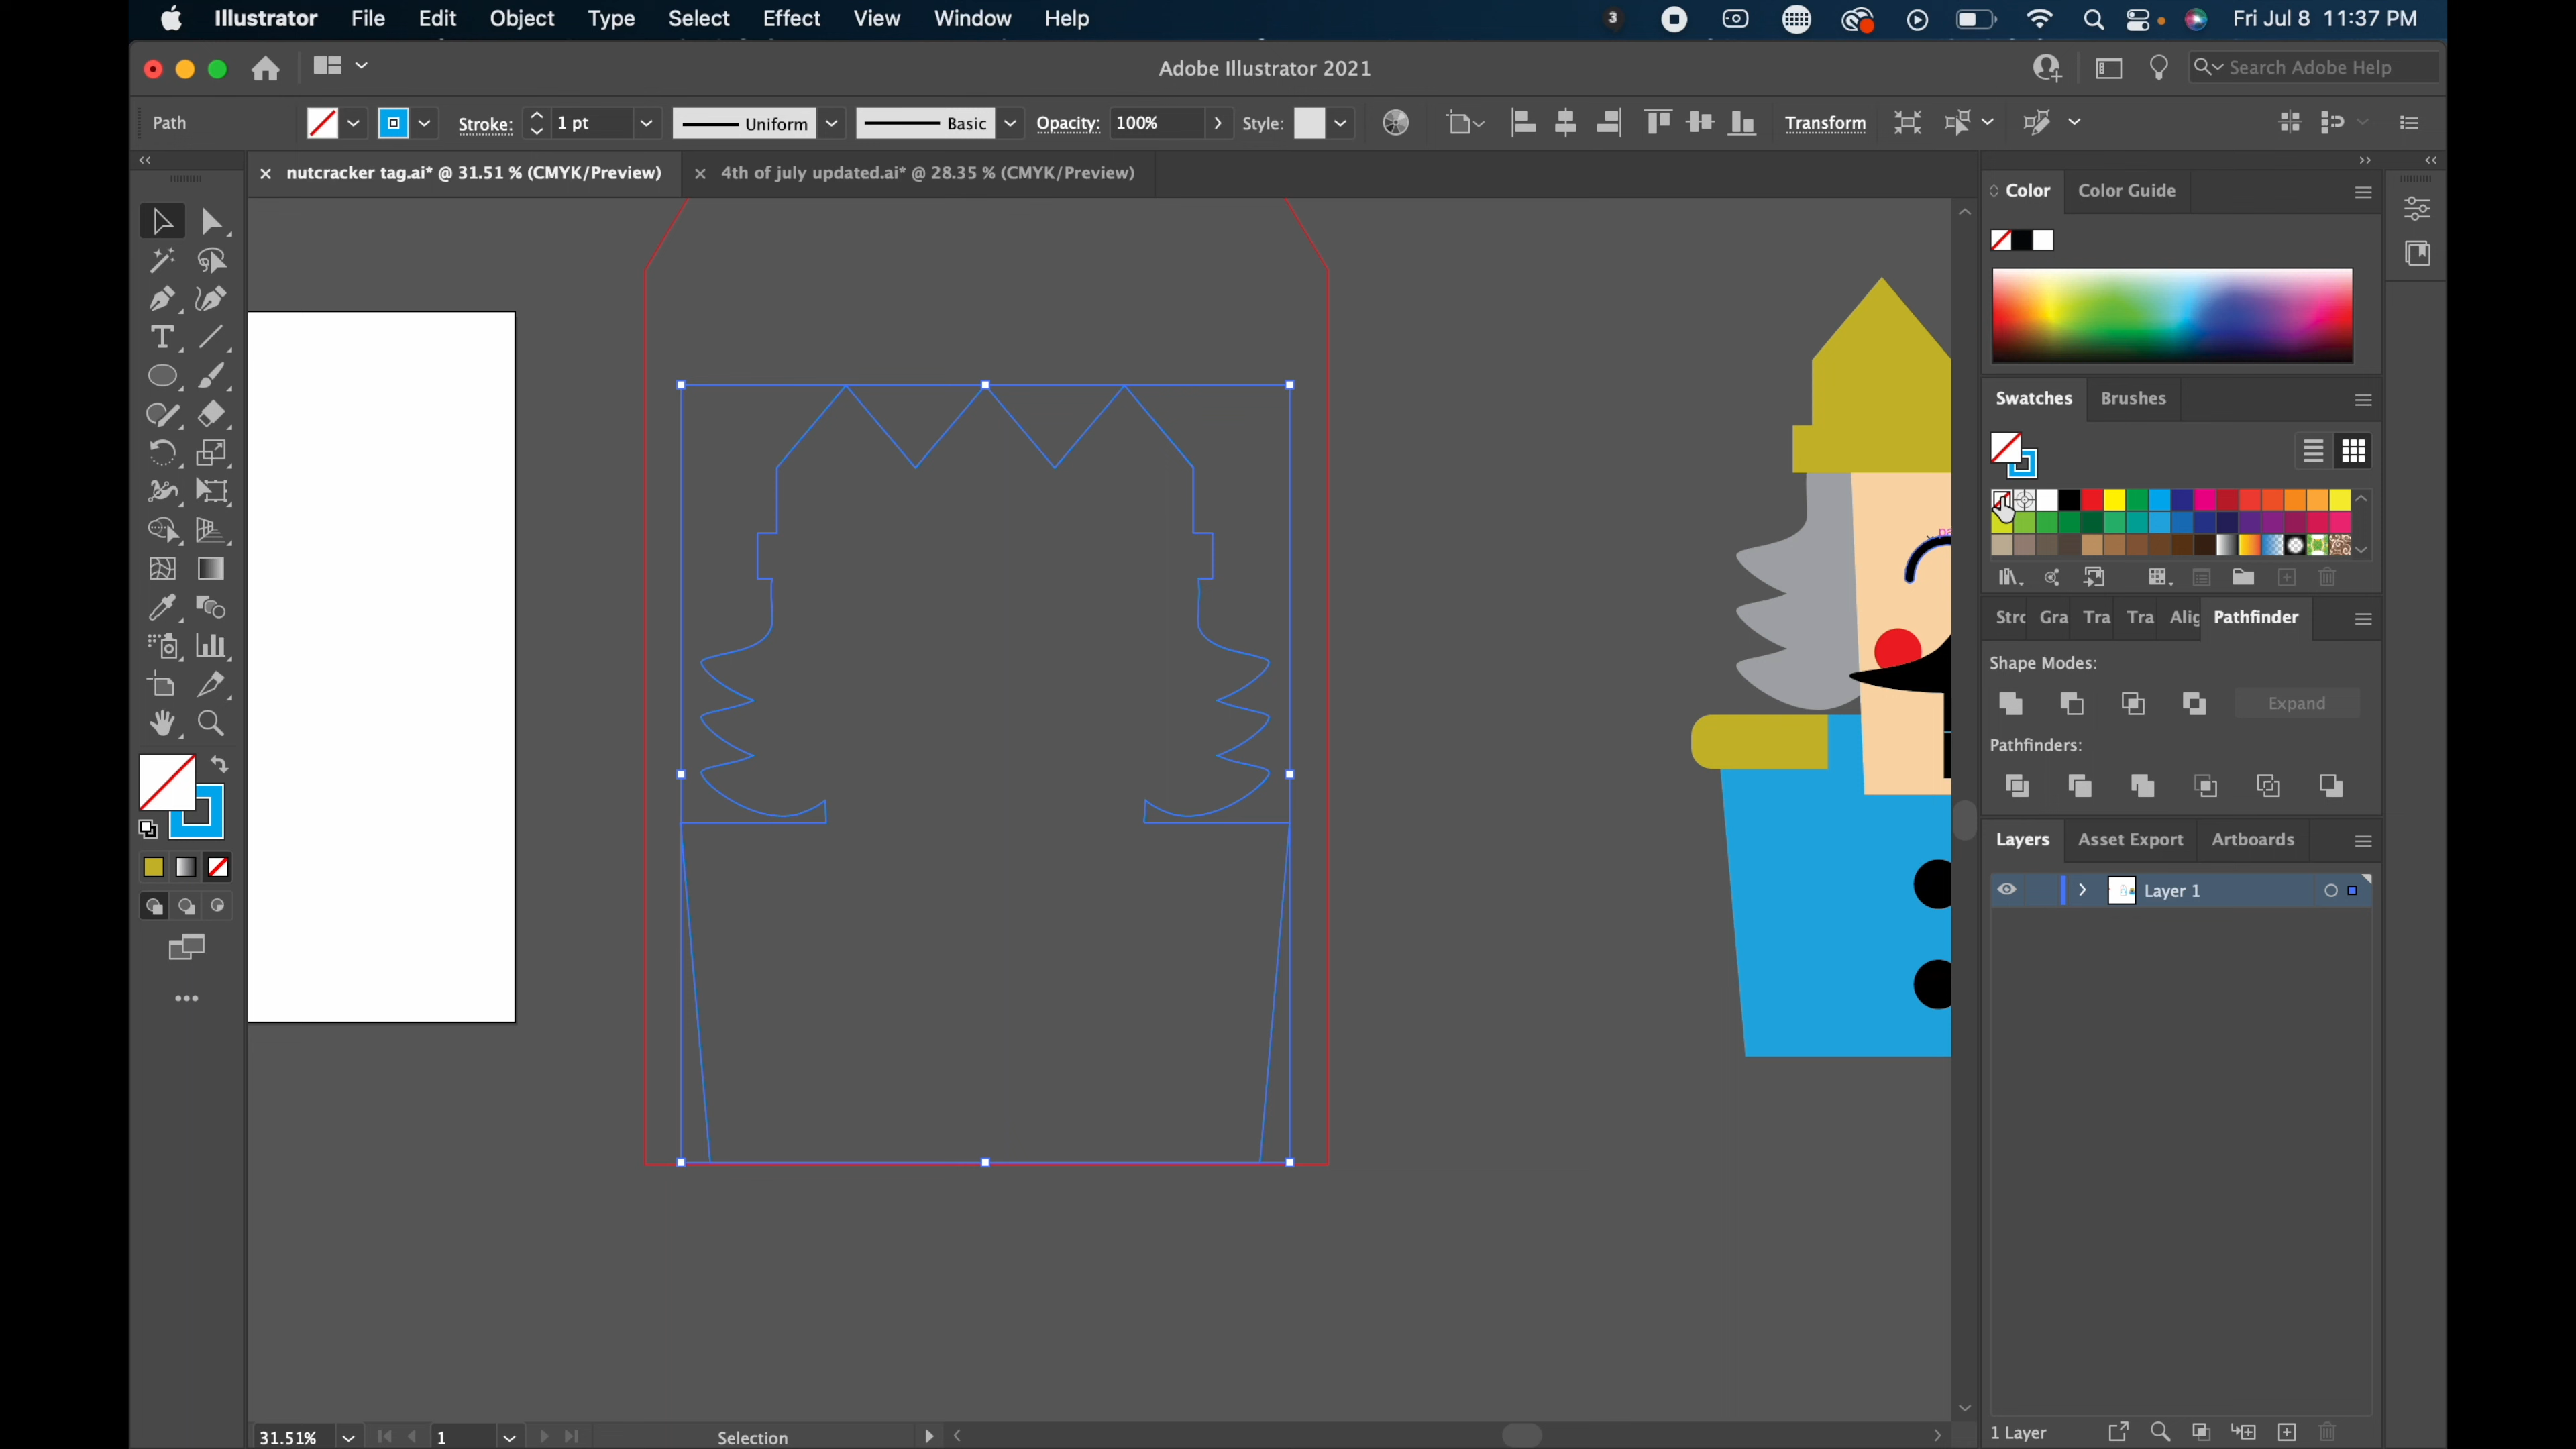 Illustrator File Edit Object Type Select Effect View Window Help 3 Fri Jul 8 11:37 PM
Adobe Illustrator 2021 Search Adobe Help
Path Stroke: 1 pt Uniform Basic Opacity: 100% Style: Transform
nutcracker tag.ai* @ 31.51 % (CMYK/Preview) 4th of july updated.ai* @ 28.35 % (CMYK/Preview)
Color Color Guide
Swatches Brushes
pa
Strc Gra Tra Tra Alig Pathfinder
Shape Modes:
Expand
Pathfinders:
Layers Asset Export Artboards
Layer 1
31.51% 1 Selection 1 Layer